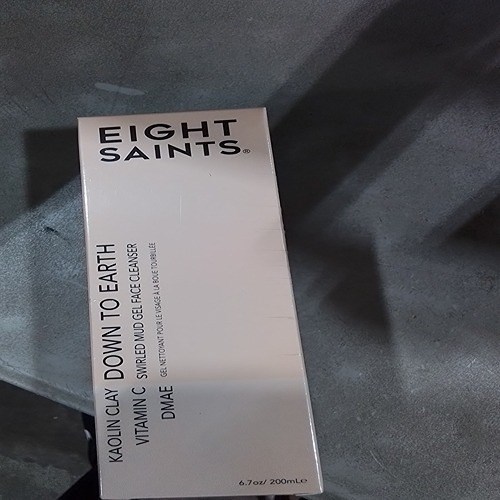 EIGHT
SAINTS®
KAOLIN CLAY DOWN TO EARTH
VITAMIN C SWIRLED MUD GEL FACE CLEANSER
DMAE GEL NETTOYANT POUR LE VISAGE À LA BOUE TOURBILLÉE
6.7oz/ 200mL℮